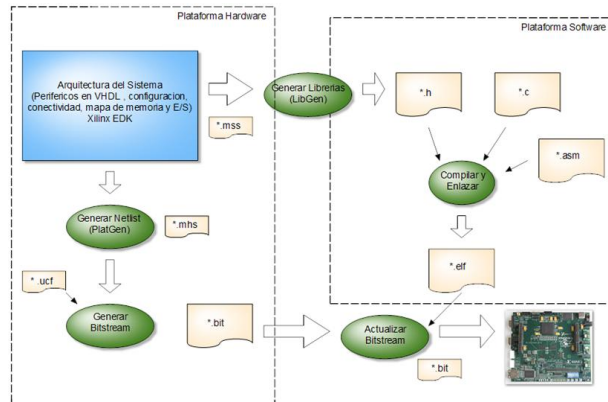 Plataforma Hardware
Plataforma Software
Arquitectura del Sistema
(Perifericos en VHDL , configuracion,
conectividad, mapa de memoria y E/S)
Xilinx EDK
*.mss
Generar Librerias
(LibGen)
*.h
*.c
*.asm
Compilar y
Enlazar
Generar Netlist
(PlatGen)
*.mhs
*.elf
*.ucf
Generar
Bitstream
*.bit
Actualizar
Bitstream
*.bit